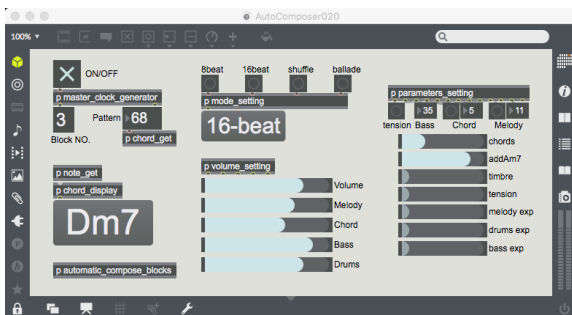 AutoComposer020
100%
ON/OFF
p master_clock_generator
3
Pattern
68
Block NO.
p chord_get
p note_get
p chord_display
Dm7
p automatic_compose_blocks
8beat 16beat shuffle ballade
p mode_setting
16-beat
p volume_setting
Volume
Melody
Chord
Bass
Drums
p parameters_setting
35 5 11
tension Bass Chord Melody
chords
addAm7
timbre
tension
melody exp
drums exp
bass exp